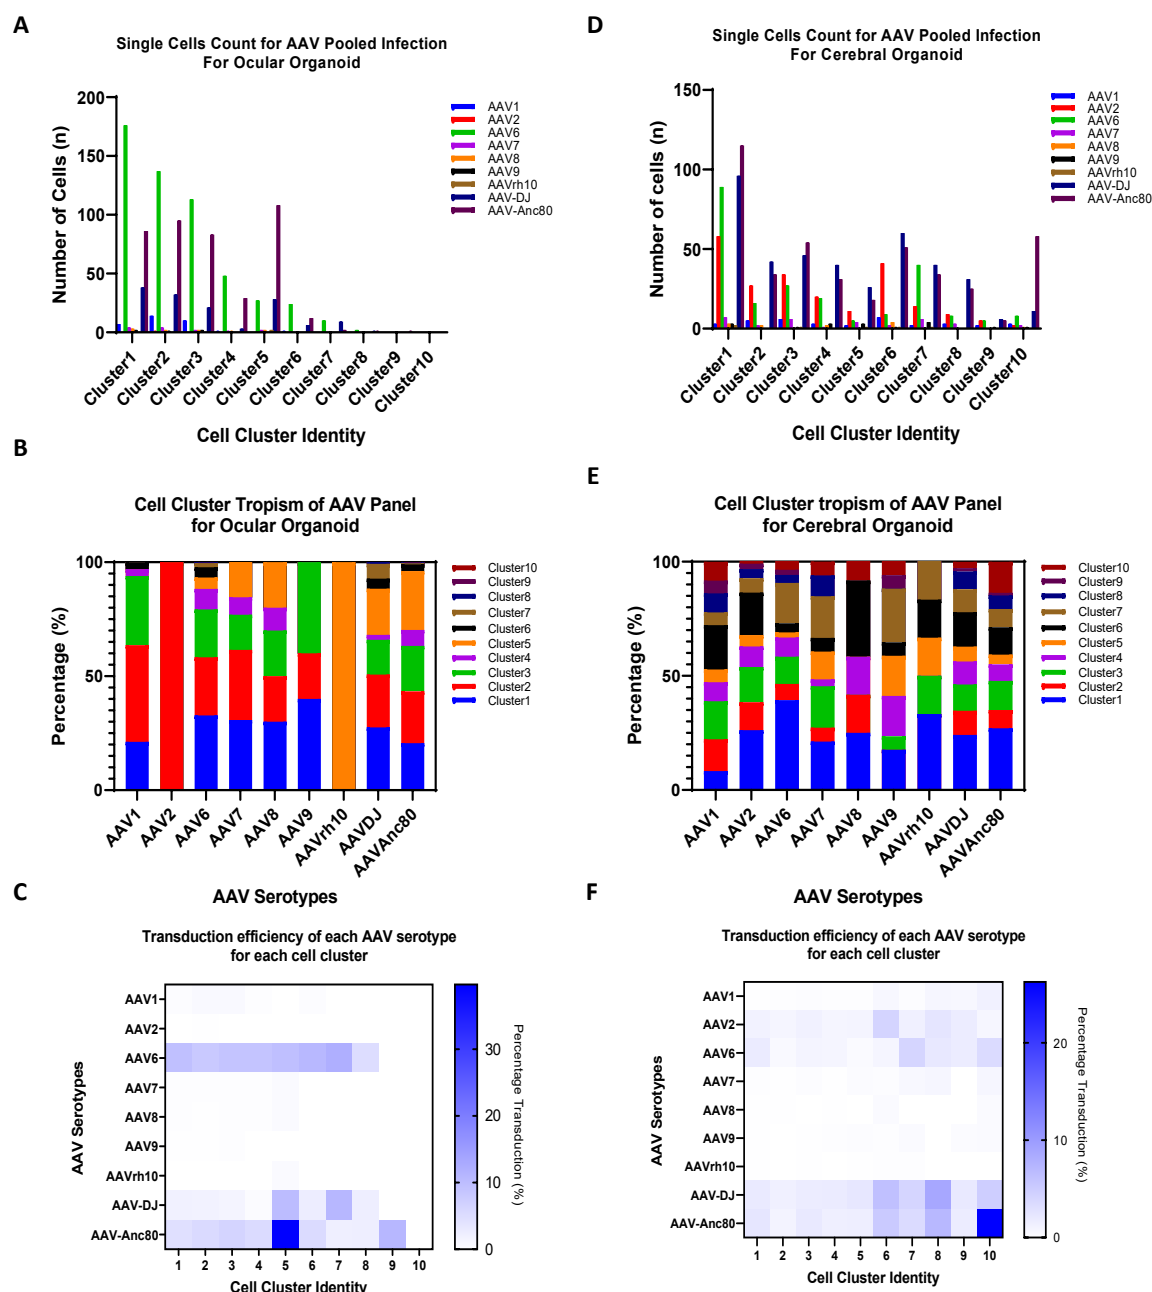 A
Single Cells Count for AAV Pooled Infection
For Ocular Organoid
Number of Cells (n)
200
150
100
50
0
AAV1
AAV2
AAV6
AAV7
AAV8
AAV9
AAVrh10
AAV-DJ
AAV-Anc80
Cluster1
Cluster2
Cluster3
Cluster4
Cluster5
Cluster6
Cluster7
Cluster8
Cluster9
Cluster10
Cell Cluster Identity
D
Single Cells Count for AAV Pooled Infection
For Cerebral Organoid
Number of cells (n)
150
100
50
0
AAV1
AAV2
AAV6
AAV7
AAV8
AAV9
AAVrh10
AAV-DJ
AAV-Anc80
Cluster1
Cluster2
Cluster3
Cluster4
Cluster5
Cluster6
Cluster7
Cluster8
Cluster9
Cluster10
Cell Cluster Identity
B
Cell Cluster Tropism of AAV Panel
for Ocular Organoid
Percentage (%)
100
50
0
Cluster10
Cluster9
Cluster8
Cluster7
Cluster6
Cluster5
Cluster4
Cluster3
Cluster2
Cluster1
AAV1
AAV2
AAV6
AAV7
AAV8
AAV9
AAVrh10
AAVDJ
AAVAnc80
AAV Serotypes
E
Cell Cluster tropism of AAV Panel
for Cerebral Organoid
Percentage (%)
100
50
0
Cluster10
Cluster9
Cluster8
Cluster7
Cluster6
Cluster5
Cluster4
Cluster3
Cluster2
Cluster1
AAV1
AAV2
AAV6
AAV7
AAV8
AAV9
AAVrh10
AAVDJ
AAVAnc80
AAV Serotypes
C
Transduction efficiency of each AAV serotype
for each cell cluster
AAV Serotypes
AAV1
AAV2
AAV6
AAV7
AAV8
AAV9
AAVrh10
AAV-DJ
AAV-Anc80
1 2 3 4 5 6 7 8 9 10
Cell Cluster Identity
30
20
10
0
Percentage Transduction (%)
F
Transduction efficiency of each AAV serotype
for each cell cluster
AAV Serotypes
AAV1
AAV2
AAV6
AAV7
AAV8
AAV9
AAVrh10
AAV-DJ
AAV-Anc80
1 2 3 4 5 6 7 8 9 10
Cell Cluster Identity
20
10
0
Percentage Transduction (%)